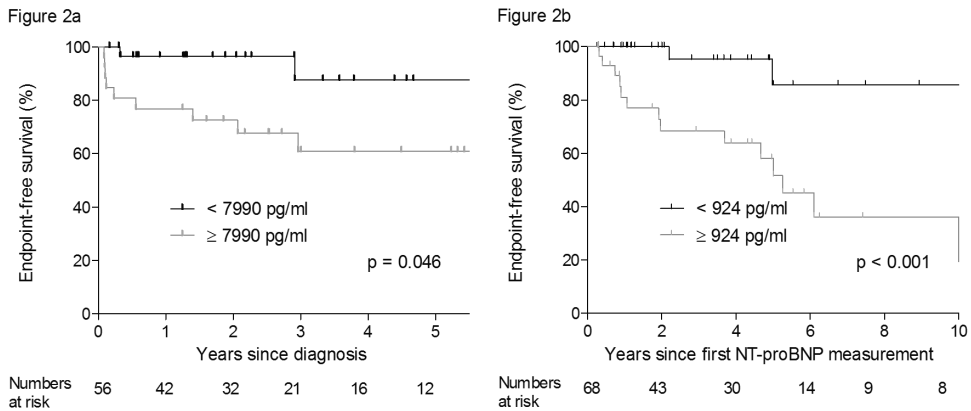 Figure 2a
Endpoint-free survival (%)
100
80
60
40
20
0
< 7990 pg/ml
≥ 7990 pg/ml
p = 0.046
0 1 2 3 4 5
Years since diagnosis
Numbers at risk
56 42 32 21 16 12
Figure 2b
Endpoint-free survival (%)
100
80
60
40
20
0
< 924 pg/ml
≥ 924 pg/ml
p < 0.001
0 2 4 6 8 10
Years since first NT-proBNP measurement
Numbers
at risk
68 43 30 14 9 8